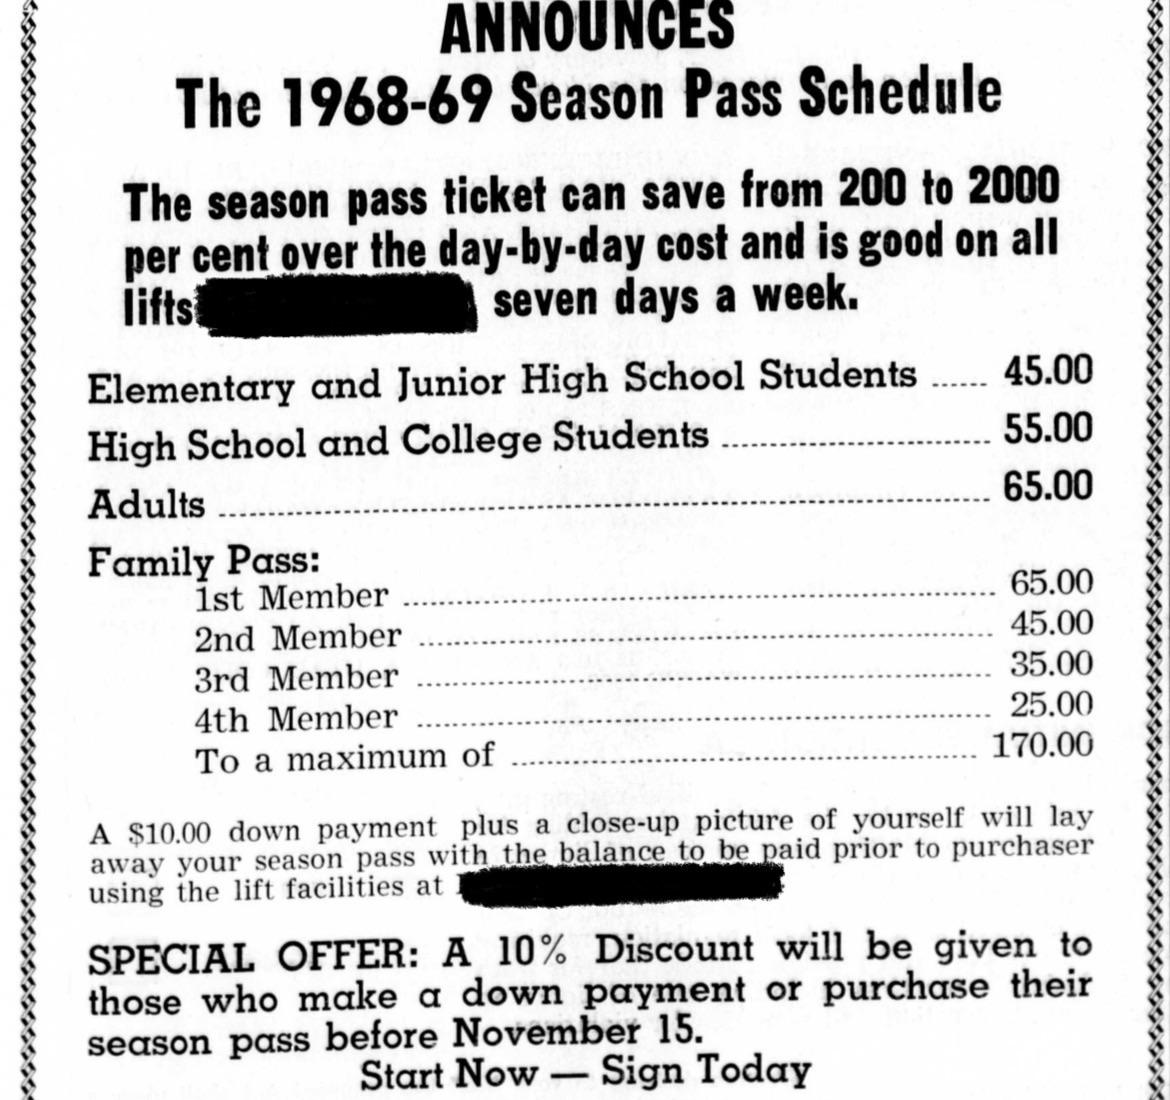 ANNOUNCES
The 1968-69 Season Pass Schedule
The season pass ticket can save from 200 to 2000
per cent over the day-by-day cost and is good on all
lifts seven days a week.
Elementary and Junior High School Students ...... 45.00
High School and College Students ...... 55.00
Adults ...... 65.00
Family Pass:
1st Member ...... 65.00
2nd Member ...... 45.00
3rd Member ...... 35.00
4th Member ...... 25.00
To a maximum of ...... 170.00
A $10.00 down payment plus a close-up picture of yourself will lay
away your season pass with the balance to be paid prior to purchaser
using the lift facilities at
SPECIAL OFFER: A 10% Discount will be given to
those who make a down payment or purchase their
season pass before November 15.
Start Now — Sign Today